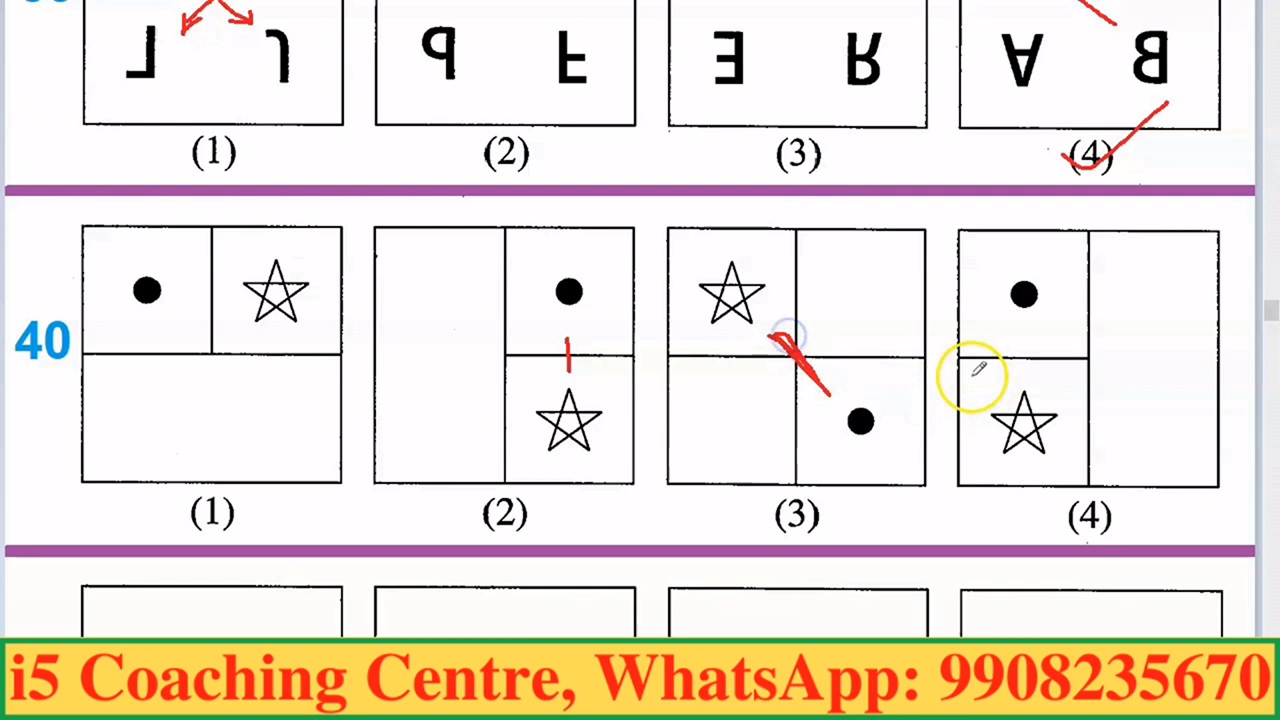 (1) (2) (3) (4)
40
(1) (2) (3) (4)
i5 Coaching Centre, WhatsApp: 9908235670